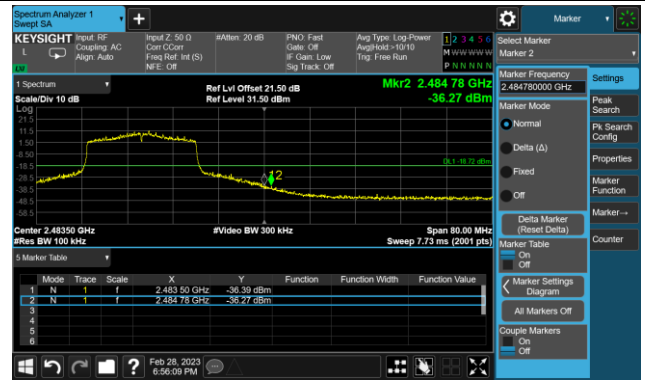 Spectrum Analyzer 1
Swept SA
Marker
KEYSIGHT
L
LM
Input: RF
Coupling: AC
Align: Auto
Input Z: 50 Ω
Corr CCorr
Freq Ref: Int (S)
NFE: Off
#Atten: 20 dB
PNO: Fast
Gate: Off
IF Gain: Low
Sig Track: Off
Avg Type: Log-Power
Avg|Hold:>10/10
Trig: Free Run
1 2 3 4 5 6
M W W W W W
P N N N N N
Select Marker
Marker 2
1 Spectrum
Scale/Div 10 dB
Ref Lvl Offset 21.50 dB
Ref Level 31.50 dBm
Mkr2 2.484 78 GHz
-36.27 dBm
Log
21.5
11.5
1.50
-8.50
-18.5
-28.5
-38.5
-48.5
-58.5
DL1 -18.72 dBm
12
Center 2.48350 GHz
#Res BW 100 kHz
#Video BW 300 kHz
Span 80.00 MHz
Sweep 7.73 ms (2001 pts)
5 Marker Table
Mode Trace Scale X Y Function Function Width Function Value
1 N 1 f 2.483 50 GHz -36.39 dBm
2 N 1 f 2.484 78 GHz -36.27 dBm
3
4
5
6
Marker Frequency
2.484780000 GHz
Marker Mode
Normal
Delta (Δ)
Fixed
Off
Delta Marker
(Reset Delta)
Marker Table
On
Off
Marker Settings
Diagram
All Markers Off
Couple Markers
On
Off
Settings
Peak
Search
Pk Search
Config
Properties
Marker
Function
Marker→
Counter
?
Feb 28, 2023
6:56:09 PM